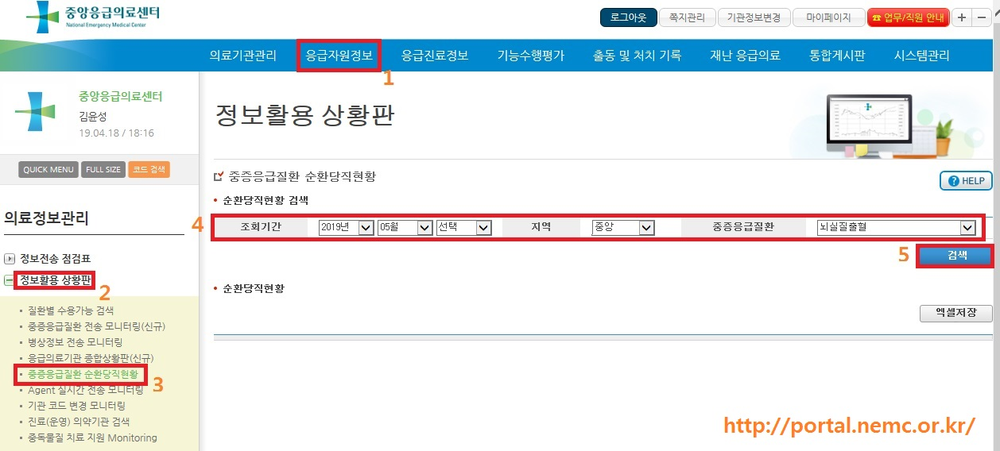 중앙응급의료센터
National Emergency Medical Center
로그아웃 쪽지관리 기관정보변경 마이페이지 ☎ 업무/직원 안내 + −
의료기관관리 응급자원정보 응급진료정보 기능수행평가 출동 및 처치 기록 재난 응급의료 통합게시판 시스템관리
1
중앙응급의료센터
김윤성
19.04.18 / 18:16
QUICK MENU FULL SIZE 코드 검색
의료정보관리
정보전송 점검표
정보활용 상황판
2
질환별 수용가능 검색
중증응급질환 전송 모니터링(신규)
병상정보 전송 모니터링
응급의료기관 종합상황판(신규)
중증응급질환 순환당직현황
3
Agent 실시간 전송 모니터링
기관 코드 변경 모니터링
진료(운영) 의약기관 검색
중독물질 치료 지원 Monitoring
정보활용 상황판
중증응급질환 순환당직현황
? HELP
순환당직현황 검색
4
조회기간 2019년 05월 선택 지역 중앙 중증응급질환 뇌실질출혈
5 검색
순환당직현황
엑셀저장
http://portal.nemc.or.kr/